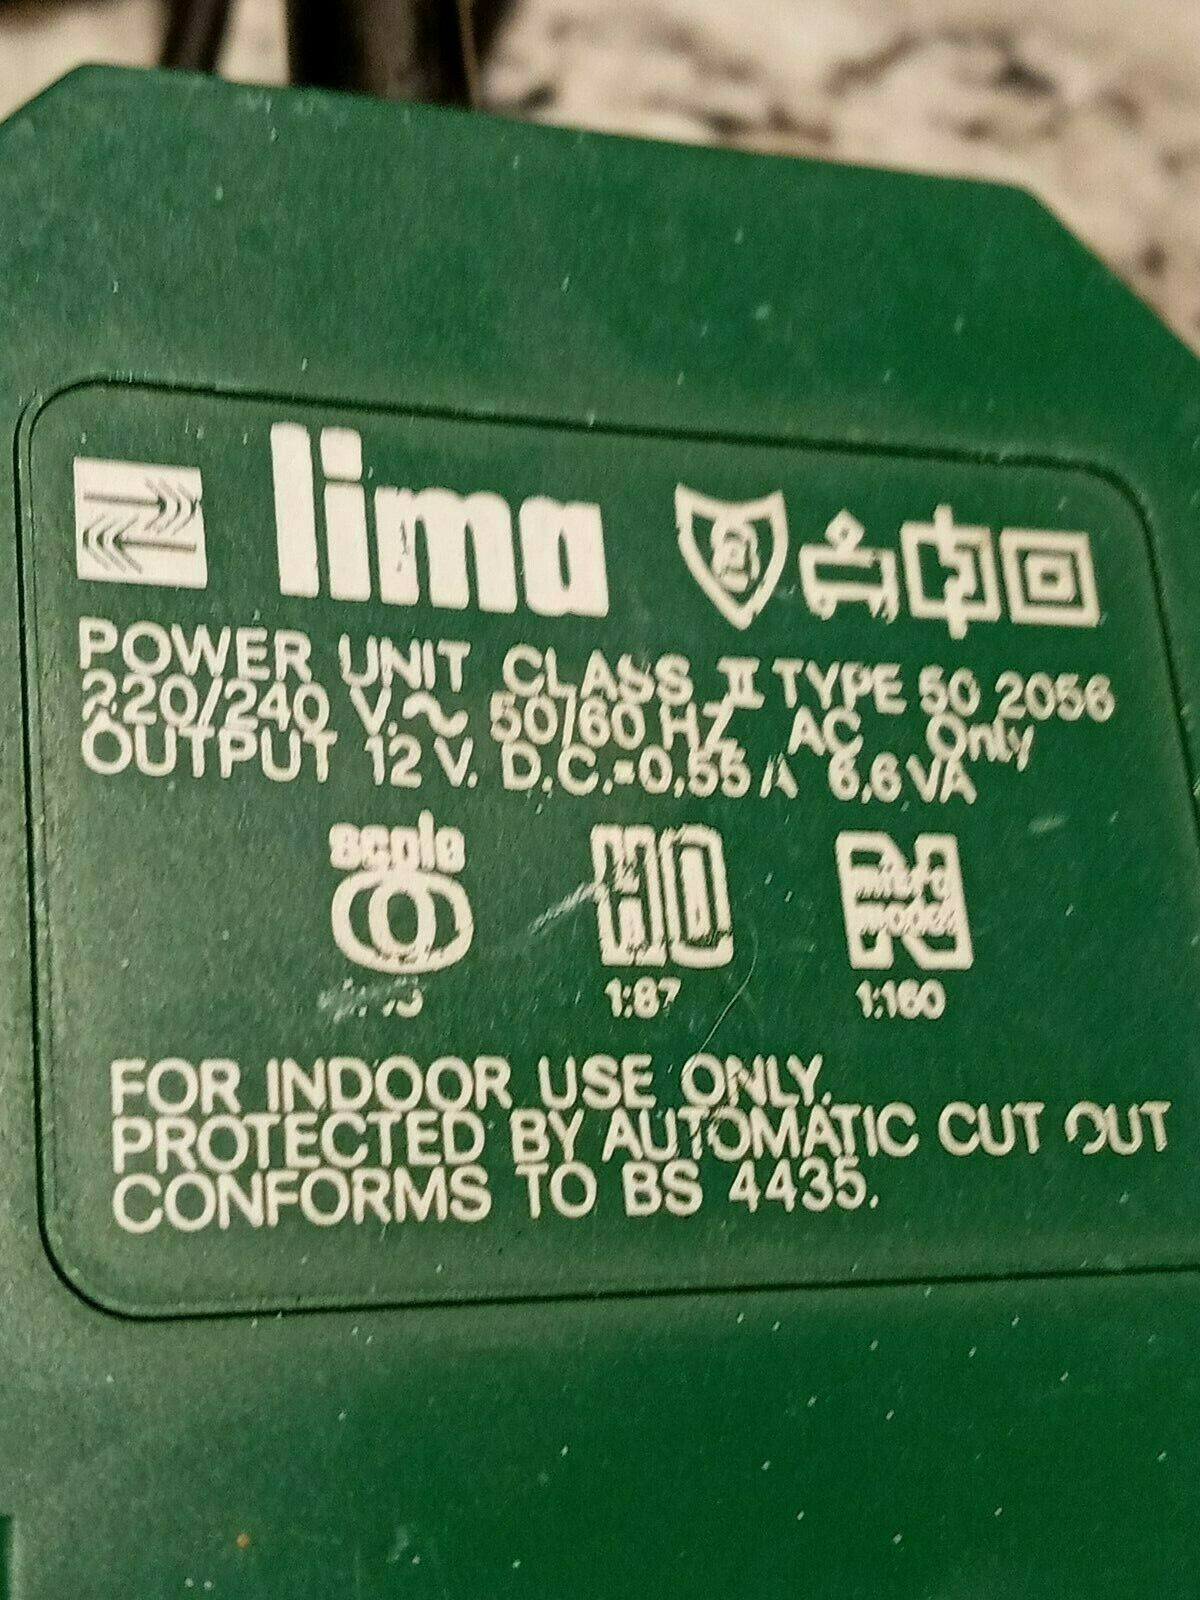 lima
POWER UNIT CLASS II TYPE 50 2056
220/240 V.~ 50/60 HZ. AC Only
OUTPUT 12 V. D.C.=0,55 A 6,6 VA
scale HO N
OO
1:87 1:160
FOR INDOOR USE ONLY.
PROTECTED BY AUTOMATIC CUT OUT
CONFORMS TO BS 4435.